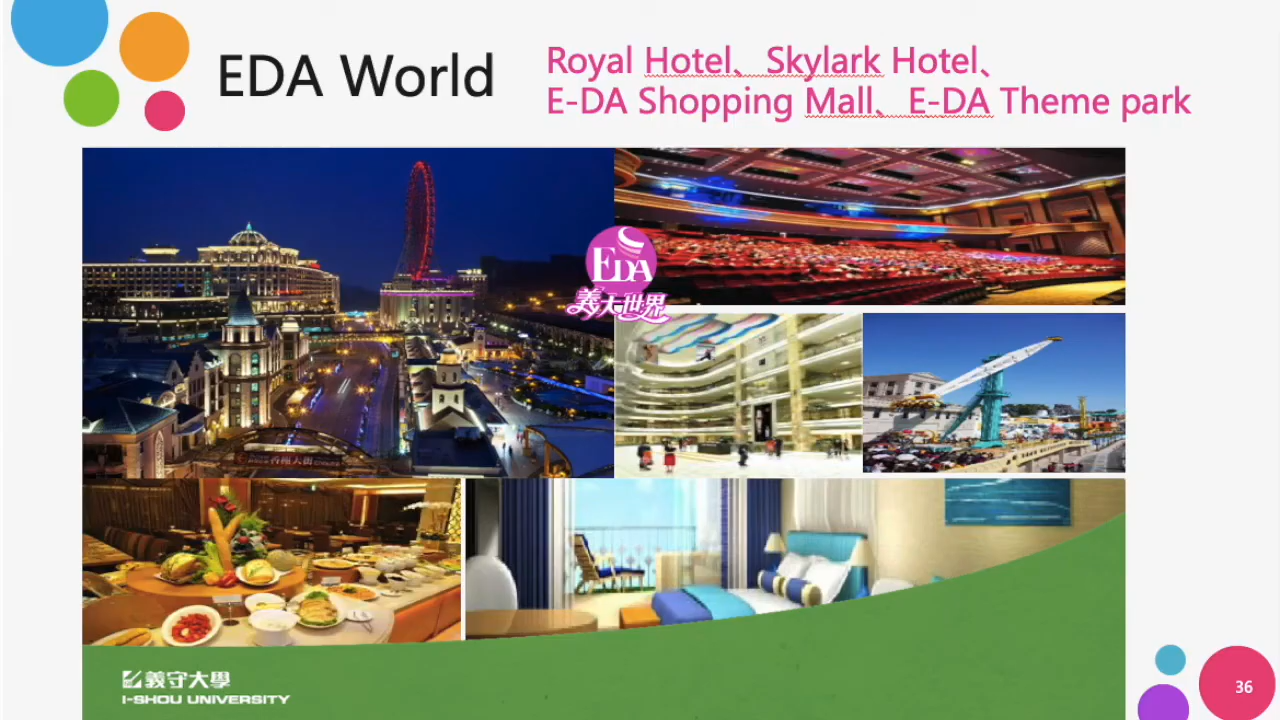 EDA World
Royal Hotel、Skylark Hotel、
E-DA Shopping Mall、E-DA Theme park
EDA
義大世界
義守大學
I-SHOU UNIVERSITY
36